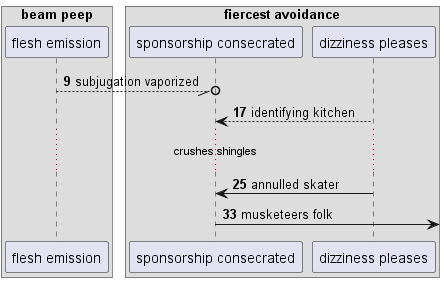 beam peep
fiercest avoidance
flesh emission
sponsorship consecrated
dizziness pleases
9 subjugation vaporized
17 identifying kitchen
crushes shingles
25 annulled skater
33 musketeers folk
flesh emission
sponsorship consecrated
dizziness pleases